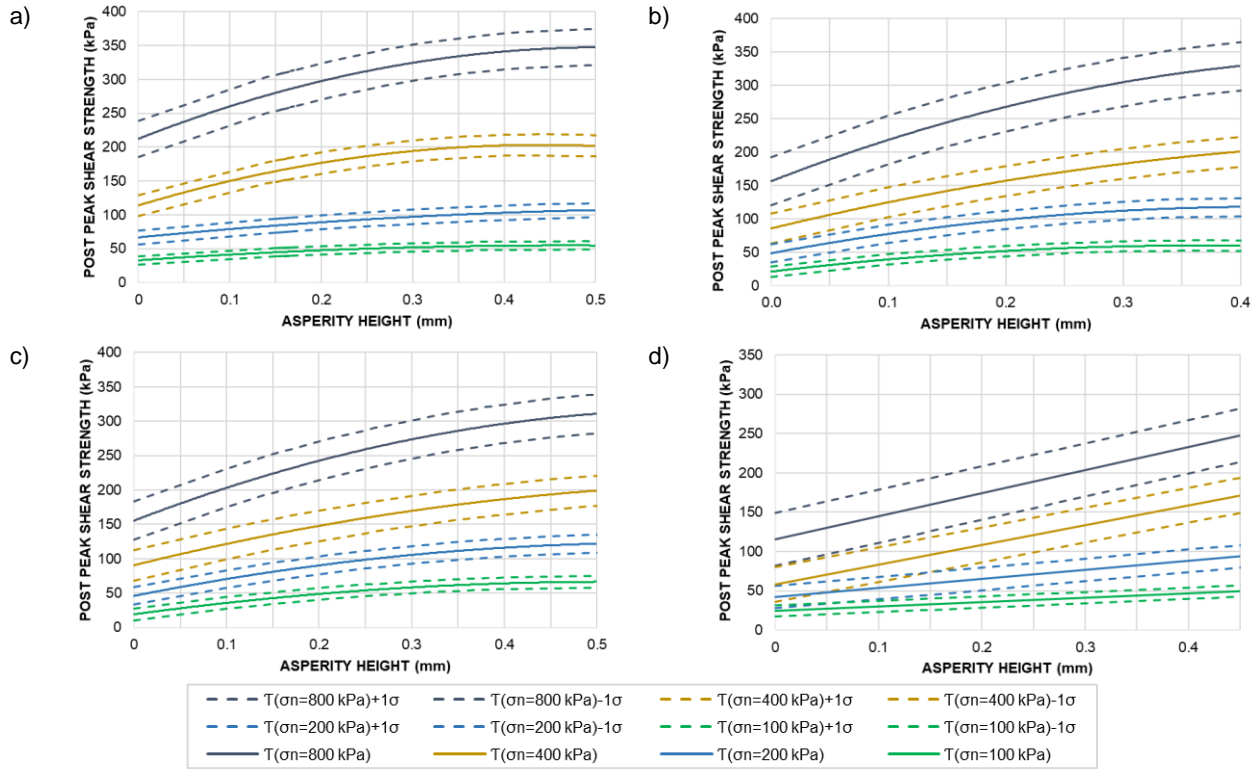 a)
POST PEAK SHEAR STRENGTH (kPa)
400
350
300
250
200
150
100
50
0
0 0.1 0.2 0.3 0.4 0.5
ASPERITY HEIGHT (mm)
b)
POST PEAK SHEAR STRENGTH (kPa)
400
350
300
250
200
150
100
50
0
0.0 0.1 0.2 0.3 0.4
ASPERITY HEIGHT (mm)
c)
POST PEAK SHEAR STRENGTH (kPa)
400
350
300
250
200
150
100
50
0
0 0.1 0.2 0.3 0.4 0.5
ASPERITY HEIGHT (mm)
d)
POST PEAK SHEAR STRENGTH (kPa)
350
300
250
200
150
100
50
0
0 0.1 0.2 0.3 0.4
ASPERITY HEIGHT (mm)
T(σn=800 kPa)+1σ T(σn=800 kPa)-1σ T(σn=400 kPa)+1σ T(σn=400 kPa)-1σ
T(σn=200 kPa)+1σ T(σn=200 kPa)-1σ T(σn=100 kPa)+1σ T(σn=100 kPa)-1σ
T(σn=800 kPa) T(σn=400 kPa) T(σn=200 kPa) T(σn=100 kPa)